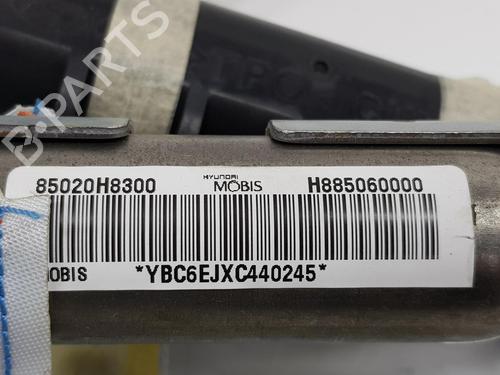 B-PARTS
85020H8300 HYUNDAI MOBIS H885060000
MOBIS *YBC6EJXC440245*